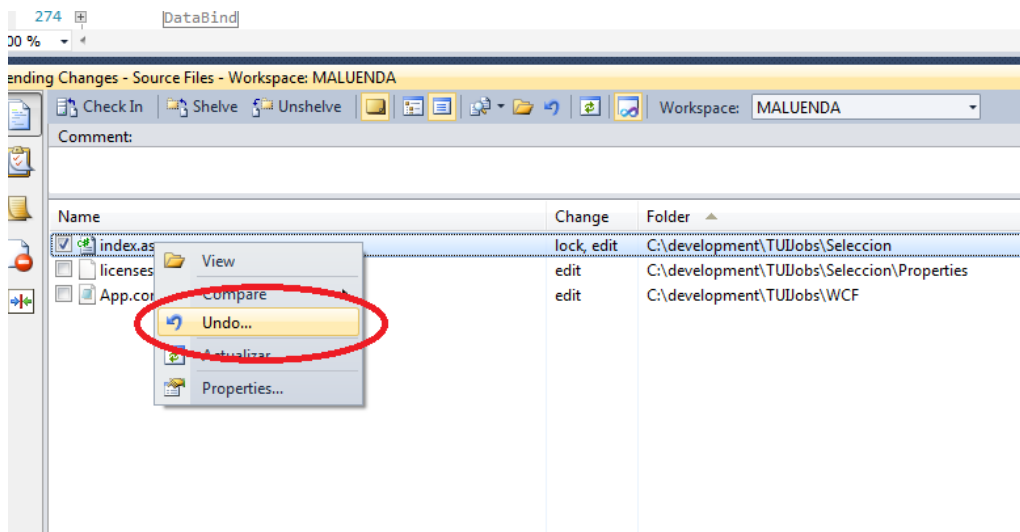 274 DataBind
00 %
ending Changes - Source Files - Workspace: MALUENDA
Check In Shelve Unshelve Workspace: MALUENDA
Comment:
Name Change Folder
index.as lock, edit C:\development\TUIJobs\Seleccion
licenses edit C:\development\TUIJobs\Seleccion\Properties
App.con edit C:\development\TUIJobs\WCF
View
Compare
Undo...
Actualizar
Properties...